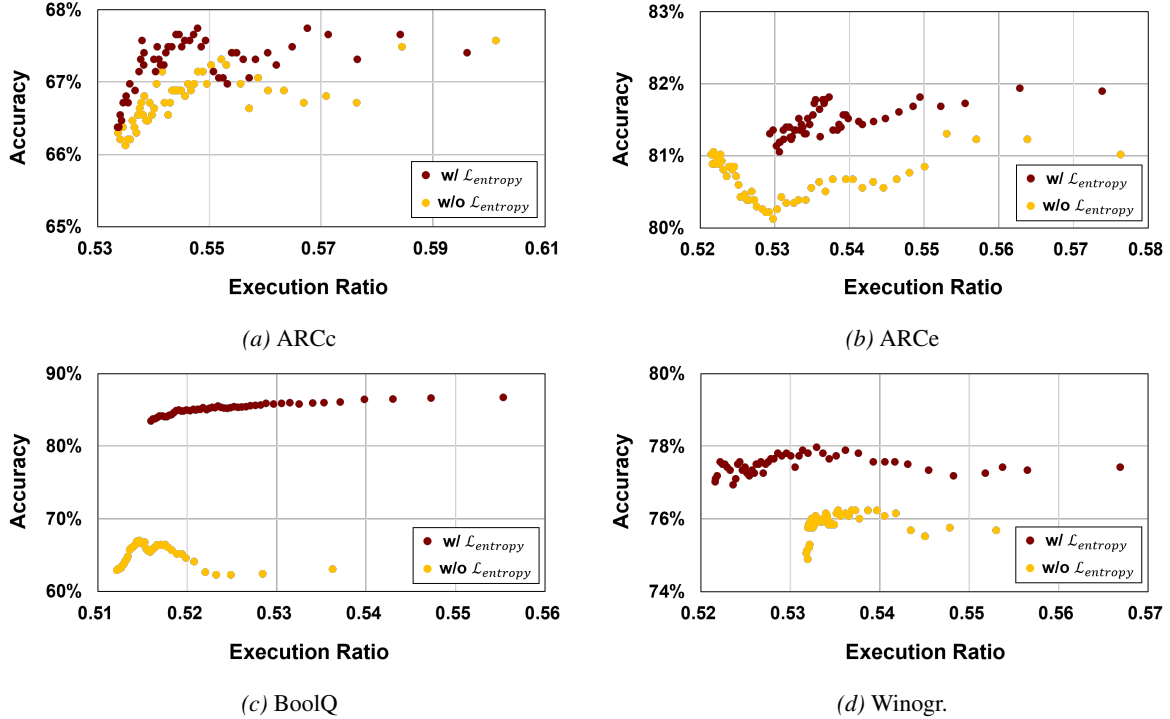 68%
67%
66%
65%
Accuracy
w/ ℒentropy
w/o ℒentropy
0.53 0.55 0.57 0.59 0.61
Execution Ratio
(a) ARCc
83%
82%
81%
80%
Accuracy
w/ ℒentropy
w/o ℒentropy
0.52 0.53 0.54 0.55 0.56 0.57 0.58
Execution Ratio
(b) ARCe
90%
80%
70%
60%
Accuracy
w/ ℒentropy
w/o ℒentropy
0.51 0.52 0.53 0.54 0.55 0.56
Execution Ratio
(c) BoolQ
80%
78%
76%
74%
Accuracy
w/ ℒentropy
w/o ℒentropy
0.52 0.53 0.54 0.55 0.56 0.57
Execution Ratio
(d) Winogr.